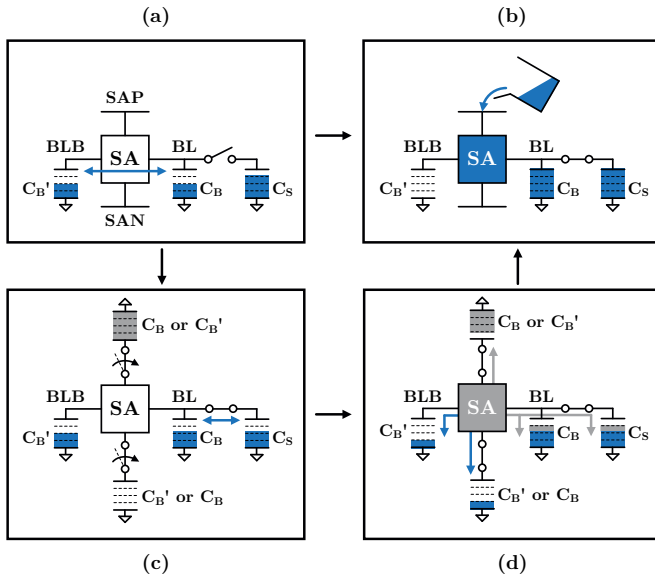 (a)
(b)
SAP
BLB
SA
BL
C_B'
C_B
C_S
SAN
BLB
SA
BL
C_B'
C_B
C_S
C_B or C_B'
BLB
SA
BL
C_B'
C_B
C_S
C_B' or C_B
C_B or C_B'
BLB
SA
BL
C_B'
C_B
C_S
C_B' or C_B
(c)
(d)